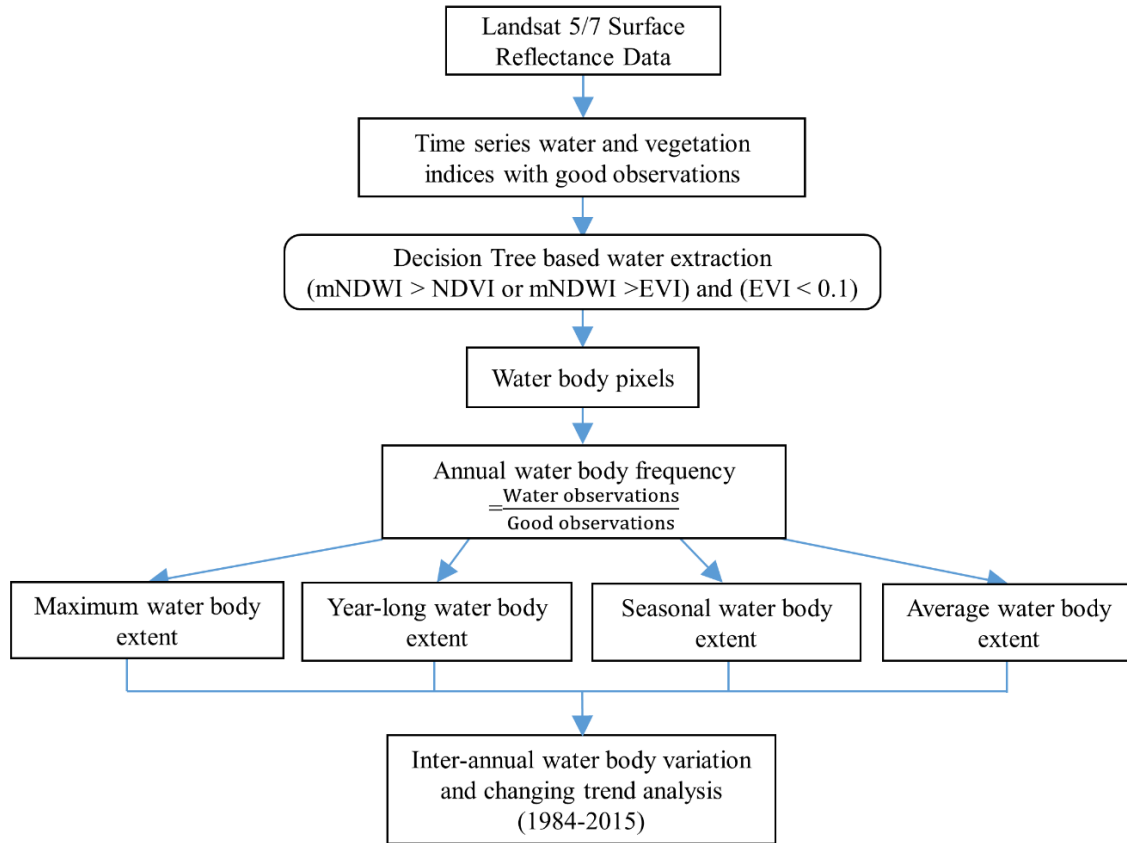 Landsat 5/7 Surface
Reflectance Data
Time series water and vegetation
indices with good observations
Decision Tree based water extraction
(mNDWI > NDVI or mNDWI >EVI) and (EVI < 0.1)
Water body pixels
Annual water body frequency
=Water observations
Good observations
Maximum water body
extent
Year-long water body
extent
Seasonal water body
extent
Average water body
extent
Inter-annual water body variation
and changing trend analysis
(1984-2015)